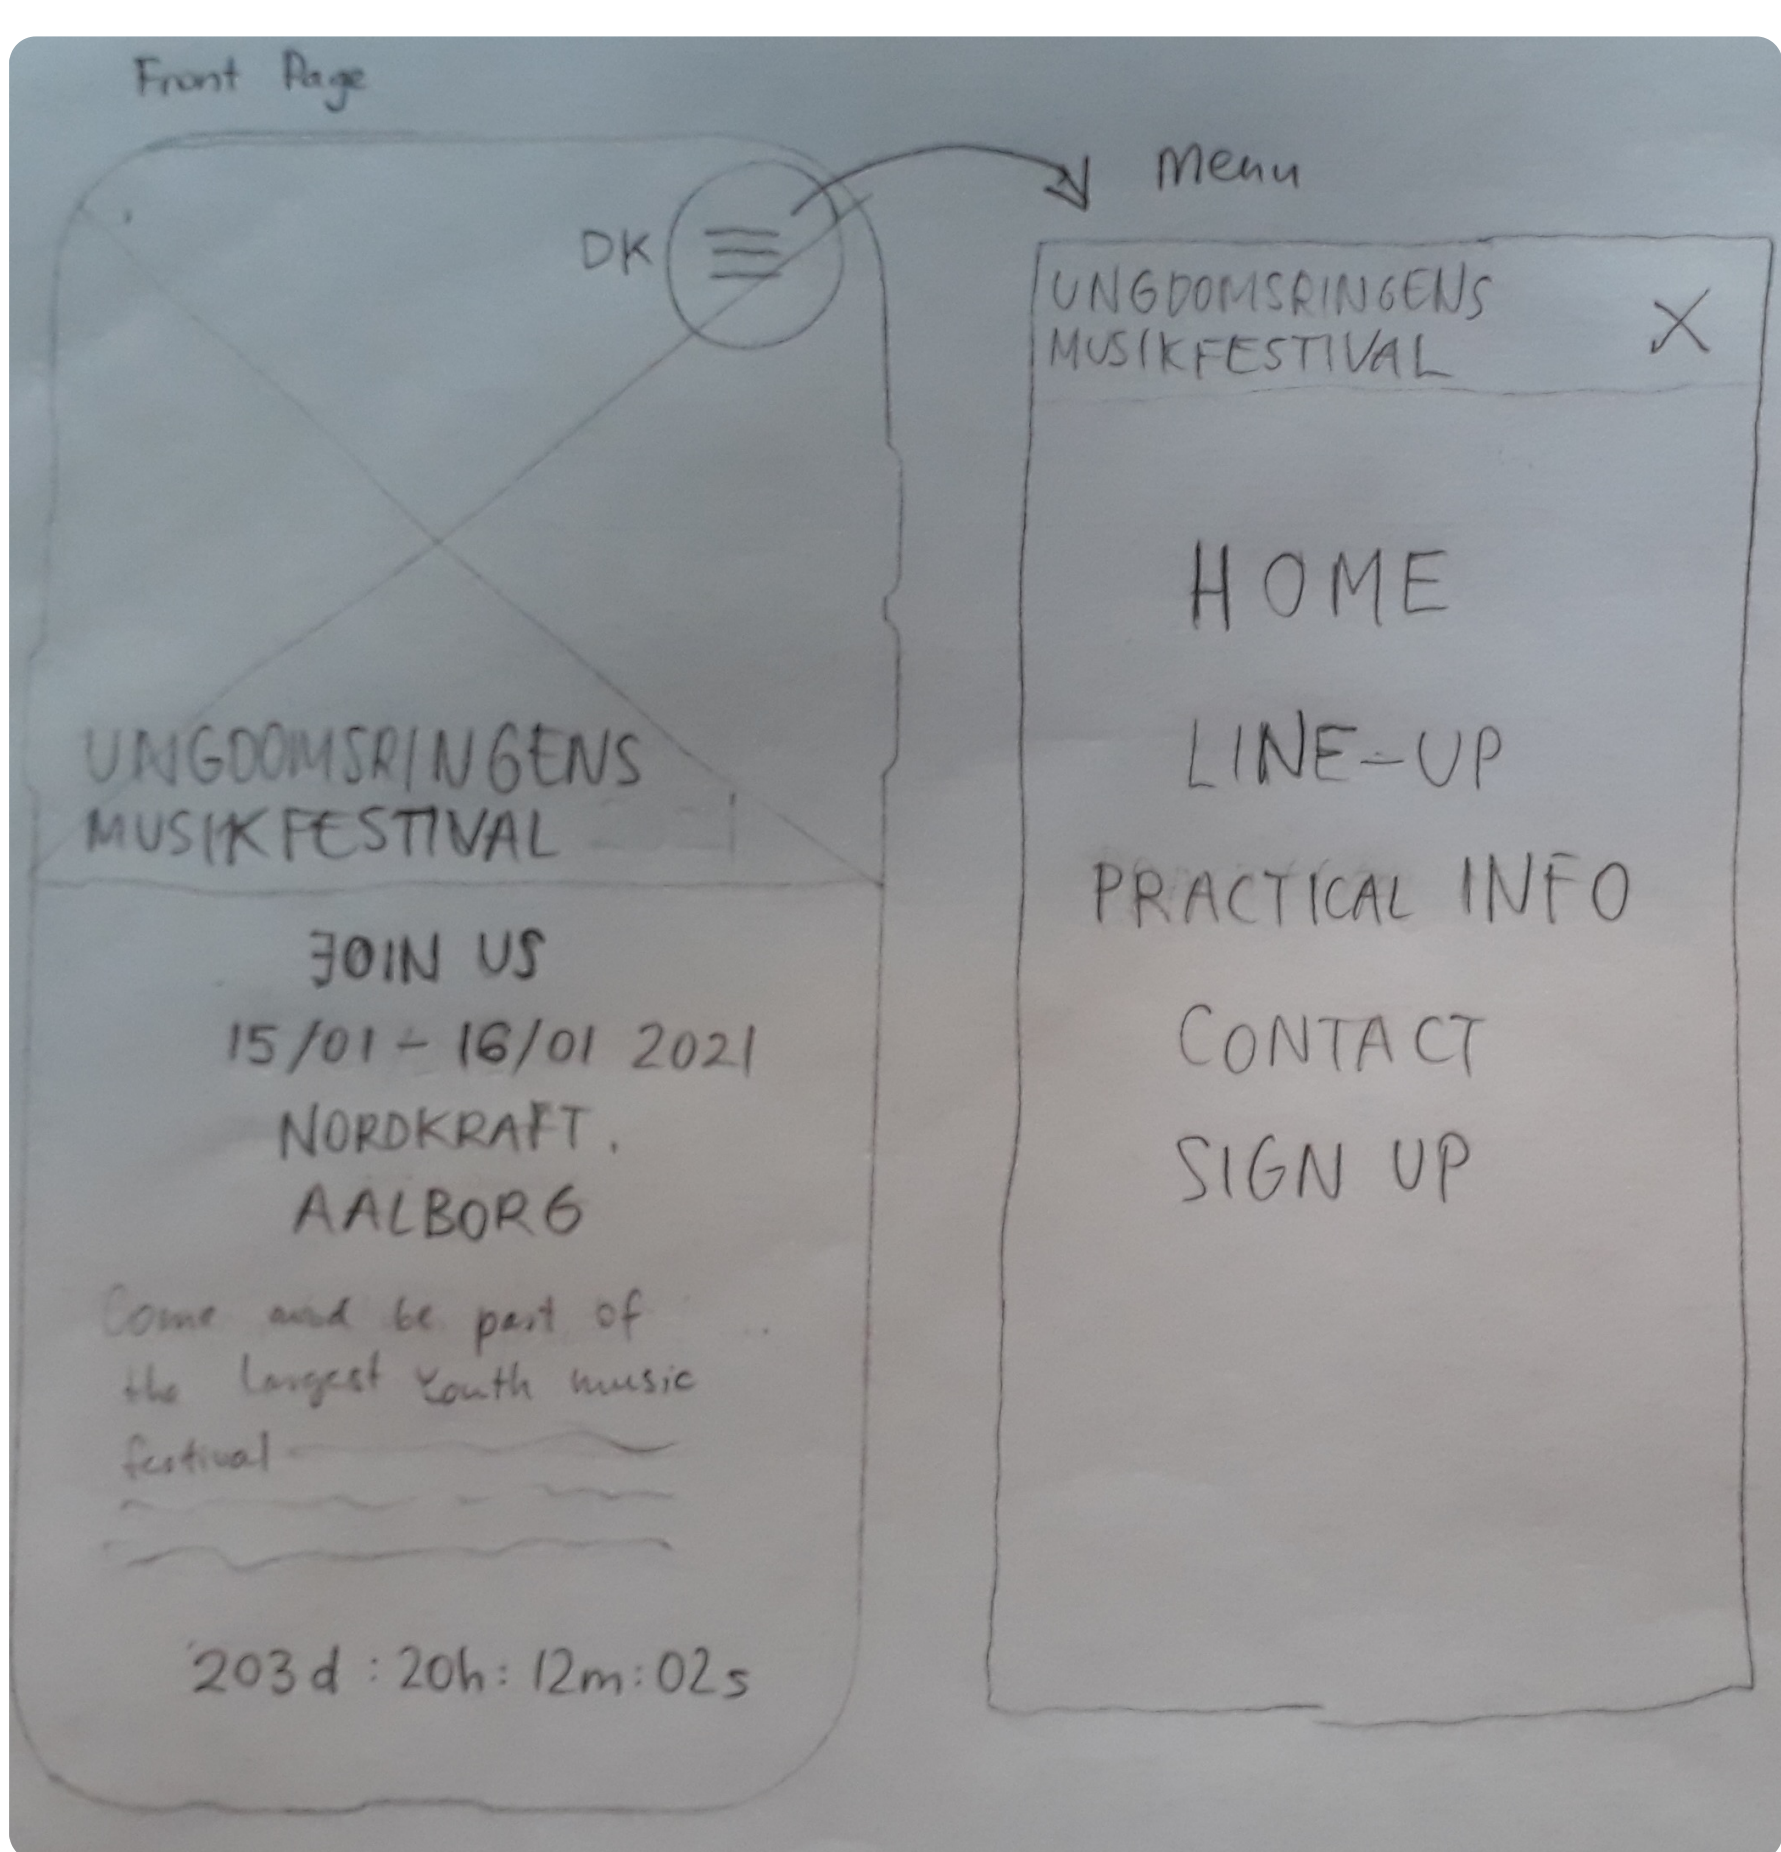 Front Page
DK
UNGDOMSRINGENS
MUSIKFESTIVAL
JOIN US
15/01 - 16/01 2021
NORDKRAFT.
AALBORG
Come and be part of
the largest Youth music
festival
203d : 20h : 12m : 02s
Menu
UNGDOMSRINGENS
MUSIKFESTIVAL
X
HOME
LINE-UP
PRACTICAL INFO
CONTACT
SIGN UP